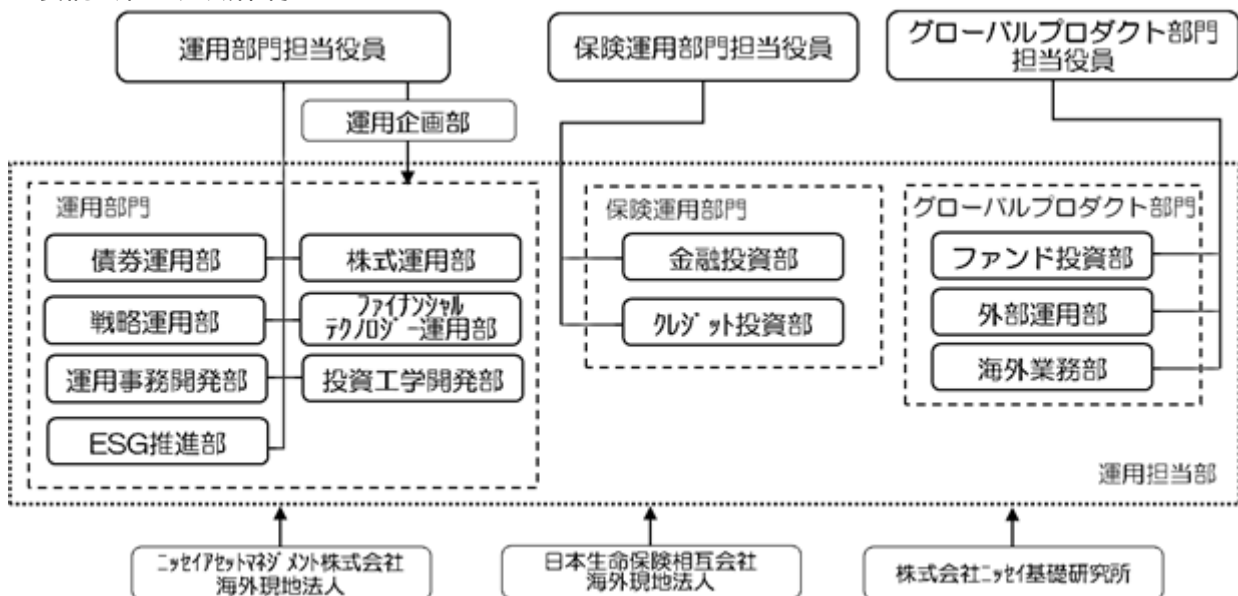 運用部門担当役員
保険運用部門担当役員
グローバルプロダクト部門
担当役員
運用企画部
運用部門
債券運用部
株式運用部
戦略運用部
ファイナンシャル
テクノロジー運用部
運用事務開発部
投資工学開発部
ESG推進部
保険運用部門
金融投資部
クレジット投資部
グローバルプロダクト部門
ファンド投資部
外部運用部
海外業務部
運用担当部
ニッセイアセットマネジメント株式会社
海外現地法人
日本生命保険相互会社
海外現地法人
株式会社ニッセイ基礎研究所